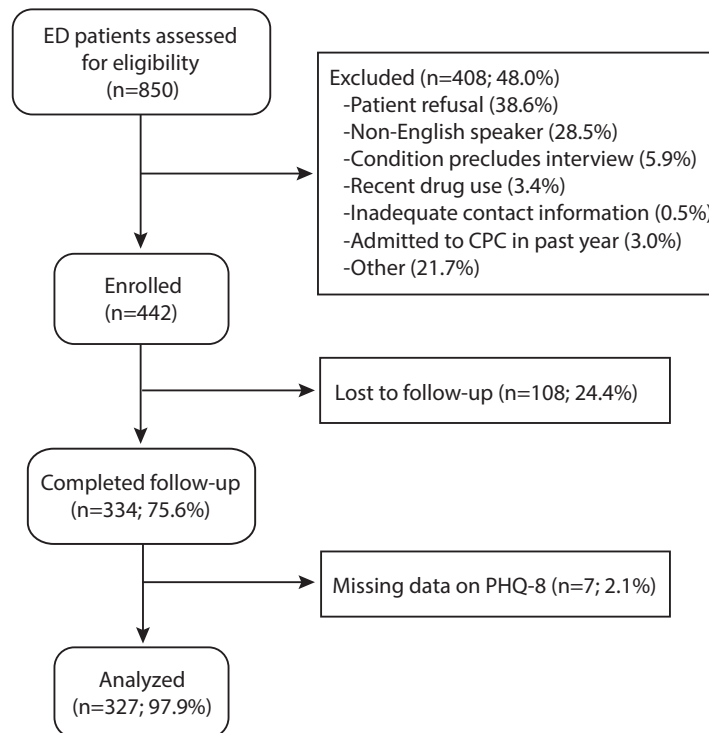 ED patients assessed
for eligibility
(n=850)
Excluded (n=408; 48.0%)
-Patient refusal (38.6%)
-Non-English speaker (28.5%)
-Condition precludes interview (5.9%)
-Recent drug use (3.4%)
-Inadequate contact information (0.5%)
-Admitted to CPC in past year (3.0%)
-Other (21.7%)
Enrolled
(n=442)
Lost to follow-up (n=108; 24.4%)
Completed follow-up
(n=334; 75.6%)
Missing data on PHQ-8 (n=7; 2.1%)
Analyzed
(n=327; 97.9%)